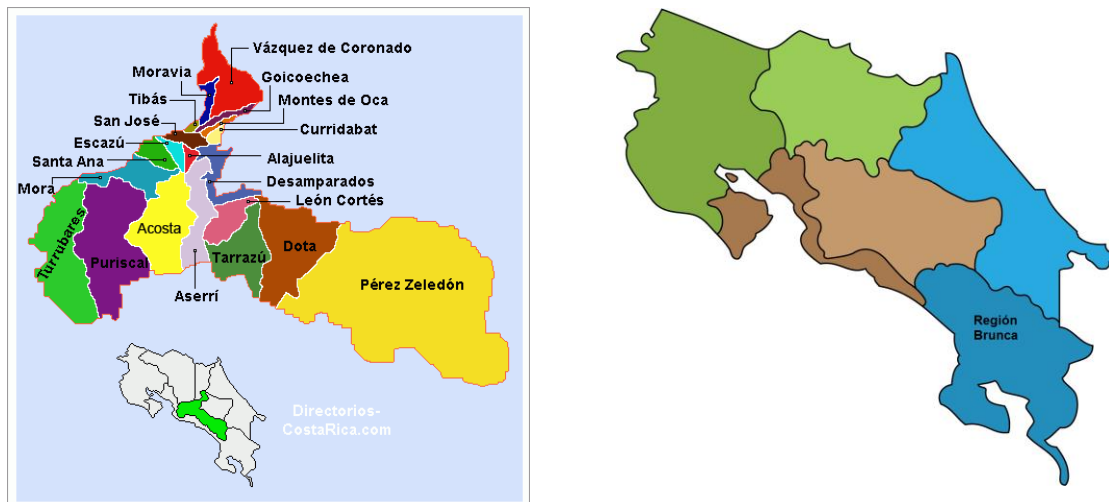 Vázquez de Coronado
Goicoechea
Moravia
Montes de Oca
Tibás
San José
Curridabat
Escazú
Alajuelita
Santa Ana
Desamparados
Mora
León Cortés
Turrubares
Puriscal
Acosta
Tarrazú
Dota
Aserrí
Pérez Zeledón
Directorios-
CostaRica.com
Región
Brunca